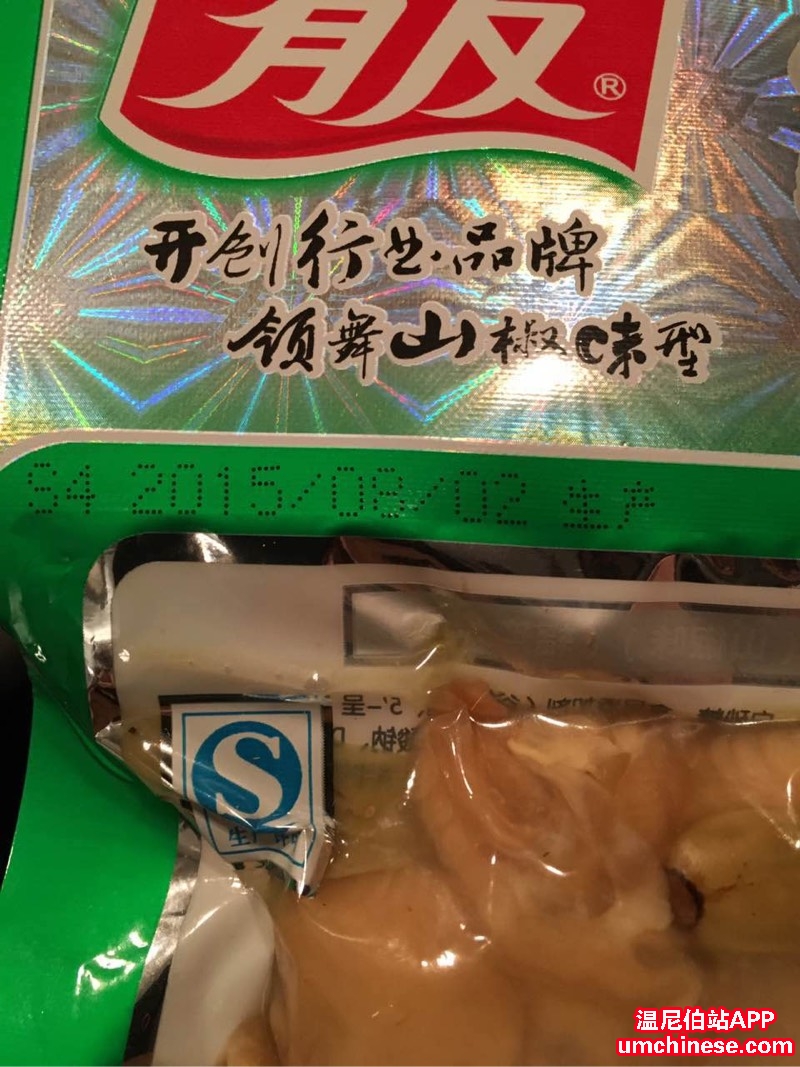 有友®
开创行业品牌
领舞山椒味型
S4 2015/08/02 生产
S
温尼伯站APP
umchinese.com